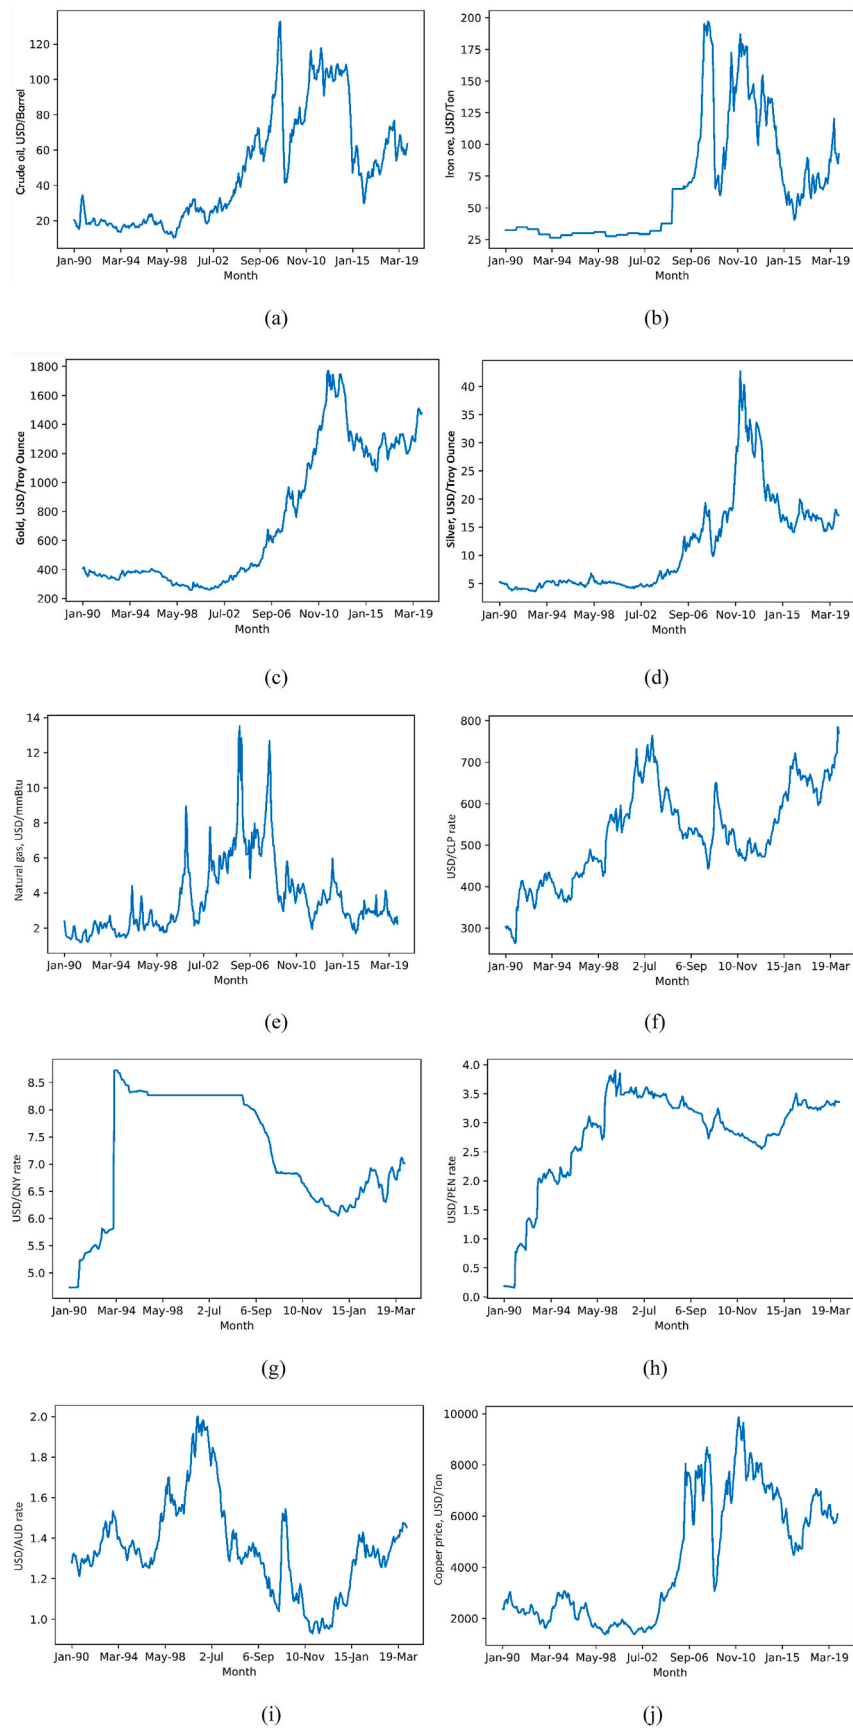 Crude oil, USD/Barrel
120
100
80
60
40
20
Jan-90 Mar-94 May-98 Jul-02 Sep-06 Nov-10 Jan-15 Mar-19
Month
(a)
Iron ore, USD/Ton
200
175
150
125
100
75
50
25
Jan-90 Mar-94 May-98 Jul-02 Sep-06 Nov-10 Jan-15 Mar-19
Month
(b)
Gold, USD/Troy Ounce
1800
1600
1400
1200
1000
800
600
400
200
Jan-90 Mar-94 May-98 Jul-02 Sep-06 Nov-10 Jan-15 Mar-19
Month
(c)
Silver, USD/Troy Ounce
40
35
30
25
20
15
10
5
Jan-90 Mar-94 May-98 Jul-02 Sep-06 Nov-10 Jan-15 Mar-19
Month
(d)
Natural gas, USD/mmBtu
14
12
10
8
6
4
2
Jan-90 Mar-94 May-98 Jul-02 Sep-06 Nov-10 Jan-15 Mar-19
Month
(e)
USD/CLP rate
800
700
600
500
400
300
Jan-90 Mar-94 May-98 2-Jul 6-Sep 10-Nov 15-Jan 19-Mar
Month
(f)
USD/CNY rate
8.5
8.0
7.5
7.0
6.5
6.0
5.5
5.0
Jan-90 Mar-94 May-98 2-Jul 6-Sep 10-Nov 15-Jan 19-Mar
Month
(g)
USD/PEN rate
4.0
3.5
3.0
2.5
2.0
1.5
1.0
0.5
0.0
Jan-90 Mar-94 May-98 2-Jul 6-Sep 10-Nov 15-Jan 19-Mar
Month
(h)
USD/AUD rate
2.0
1.8
1.6
1.4
1.2
1.0
Jan-90 Mar-94 May-98 2-Jul 6-Sep 10-Nov 15-Jan 19-Mar
Month
(i)
Copper price, USD/Ton
10000
8000
6000
4000
2000
Jan-90 Mar-94 May-98 Jul-02 Sep-06 Nov-10 Jan-15 Mar-19
Month
(j)